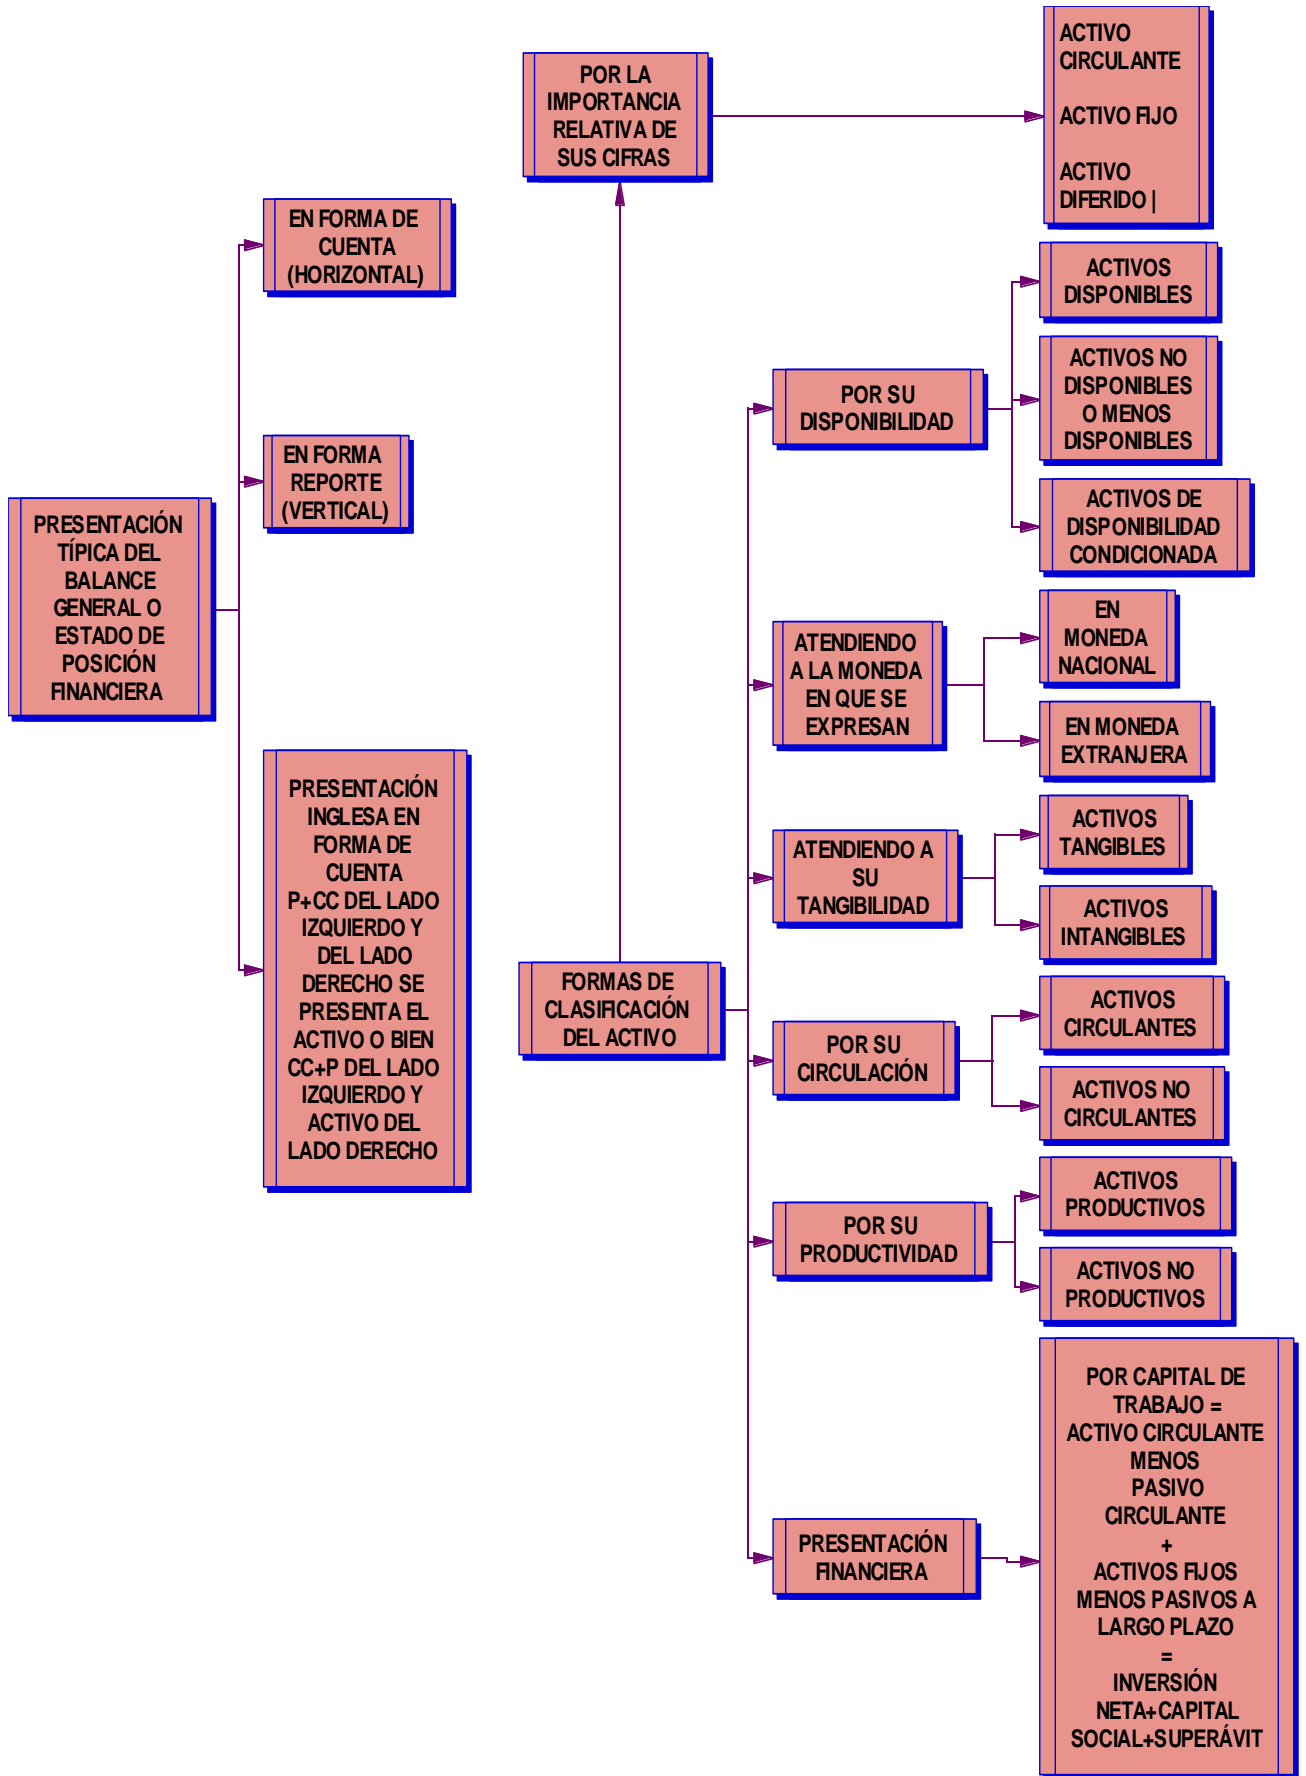 PRESENTACIÓN
TÍPICA DEL
BALANCE
GENERAL O
ESTADO DE
POSICIÓN
FINANCIERA
EN FORMA DE
CUENTA
(HORIZONTAL)
EN FORMA
REPORTE
(VERTICAL)
PRESENTACIÓN
INGLESA EN
FORMA DE
CUENTA
P+CC DEL LADO
IZQUIERDO Y
DEL LADO
DERECHO SE
PRESENTA EL
ACTIVO O BIEN
CC+P DEL LADO
IZQUIERDO Y
ACTIVO DEL
LADO DERECHO
FORMAS DE
CLASIFICACIÓN
DEL ACTIVO
POR LA
IMPORTANCIA
RELATIVA DE
SUS CIFRAS
ACTIVO
CIRCULANTE
ACTIVO FIJO
ACTIVO
DIFERIDO |
POR SU
DISPONIBILIDAD
ACTIVOS
DISPONIBLES
ACTIVOS NO
DISPONIBLES
O MENOS
DISPONIBLES
ACTIVOS DE
DISPONIBILIDAD
CONDICIONADA
ATENDIENDO
A LA MONEDA
EN QUE SE
EXPRESAN
EN
MONEDA
NACIONAL
EN MONEDA
EXTRANJERA
ATENDIENDO A
SU
TANGIBILIDAD
ACTIVOS
TANGIBLES
ACTIVOS
INTANGIBLES
POR SU
CIRCULACIÓN
ACTIVOS
CIRCULANTES
ACTIVOS NO
CIRCULANTES
POR SU
PRODUCTIVIDAD
ACTIVOS
PRODUCTIVOS
ACTIVOS NO
PRODUCTIVOS
PRESENTACIÓN
FINANCIERA
POR CAPITAL DE
TRABAJO =
ACTIVO CIRCULANTE
MENOS
PASIVO
CIRCULANTE
+
ACTIVOS FIJOS
MENOS PASIVOS A
LARGO PLAZO
=
INVERSIÓN
NETA+CAPITAL
SOCIAL+SUPERÁVIT